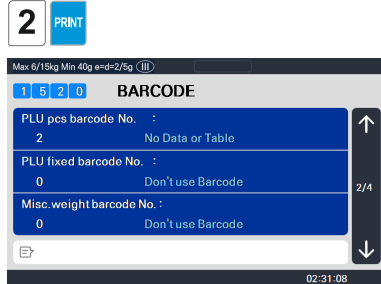 2 PRINT
Max 6/15kg Min 40g e=d=2/5g III
1 5 2 0 BARCODE
PLU pcs barcode No. :
2 No Data or Table
PLU fixed barcode No. :
0 Don't use Barcode
2/4
Misc.weight barcode No. :
0 Don't use Barcode
02:31:08